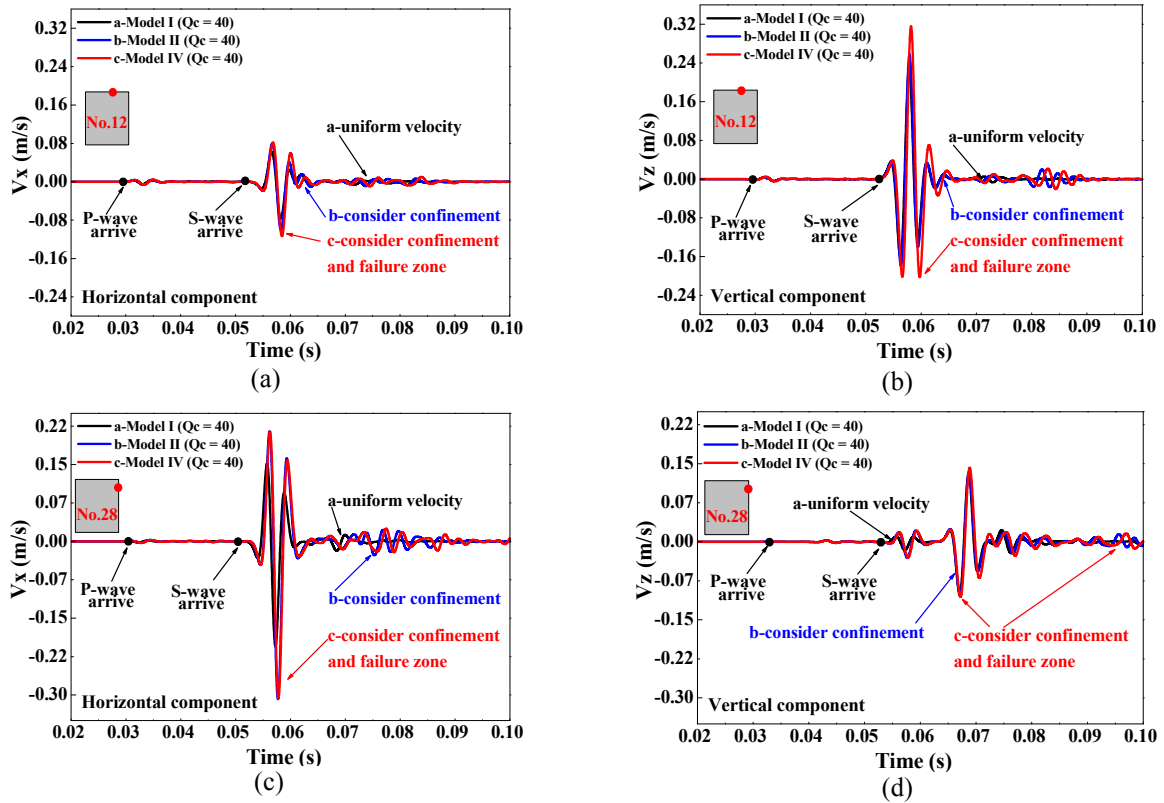 0.32
0.24
0.16
0.08
0.00
-0.08
-0.16
-0.24
Vx (m/s)
a-Model I (Qc = 40)
b-Model II (Qc = 40)
c-Model IV (Qc = 40)
No.12
a-uniform velocity
P-wave
arrive
S-wave
arrive
b-consider confinement
c-consider confinement
and failure zone
Horizontal component
0.02 0.03 0.04 0.05 0.06 0.07 0.08 0.09 0.10
Time (s)
(a)
0.32
0.24
0.16
0.08
0.00
-0.08
-0.16
-0.24
Vz (m/s)
a-Model I (Qc = 40)
b-Model II (Qc = 40)
c-Model IV (Qc = 40)
No.12
a-uniform velocity
P-wave
arrive
S-wave
arrive
b-consider confinement
c-consider confinement
and failure zone
Vertical component
0.02 0.03 0.04 0.05 0.06 0.07 0.08 0.09 0.10
Time (s)
(b)
0.22
0.15
0.07
0.00
-0.07
-0.15
-0.22
-0.30
Vx (m/s)
a-Model I (Qc = 40)
b-Model II (Qc = 40)
c-Model IV (Qc = 40)
No.28
a-uniform velocity
P-wave
arrive
S-wave
arrive
b-consider confinement
c-consider confinement
and failure zone
Horizontal component
0.02 0.03 0.04 0.05 0.06 0.07 0.08 0.09 0.10
Time (s)
(c)
0.22
0.15
0.07
0.00
-0.07
-0.15
-0.22
-0.30
Vz (m/s)
a-Model I (Qc = 40)
b-Model II (Qc = 40)
c-Model IV (Qc = 40)
No.28
a-uniform velocity
P-wave
arrive
S-wave
arrive
b-consider confinement
c-consider confinement
and failure zone
Vertical component
0.02 0.03 0.04 0.05 0.06 0.07 0.08 0.09 0.10
Time (s)
(d)